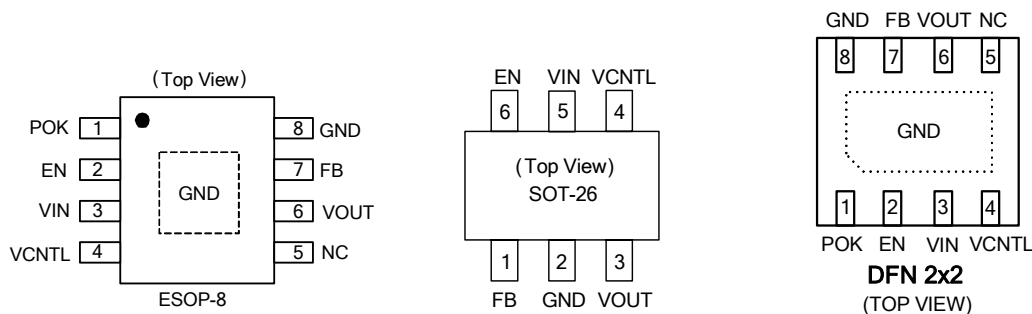 (Top View)
POK 1 8 GND
EN 2 7 FB
GND
VIN 3 6 VOUT
VCNTL 4 5 NC
ESOP-8
EN VIN VCNTL
6 5 4
(Top View)
SOT-26
1 2 3
FB GND VOUT
GND FB VOUT NC
8 7 6 5
GND
1 2 3 4
POK EN VIN VCNTL
DFN 2x2
(TOP VIEW)